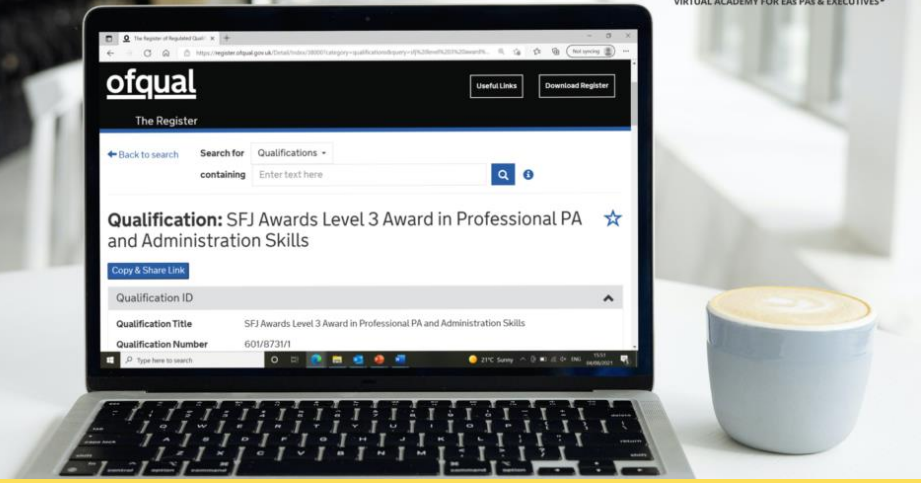 VIRTUAL ACADEMY FOR EAs PAs & EXECUTIVES®
The Register of Regulated Quali
ofqual
Useful Links
Download Register
The Register
Back to search
Search for
Qualifications
containing
Enter text here
Qualification: SFJ Awards Level 3 Award in Professional PA
and Administration Skills
Copy & Share Link
Qualification ID
Qualification Title SFJ Awards Level 3 Award in Professional PA and Administration Skills
Qualification Number 601/8731/1
Type here to search
21°C Sunny
ENG
15:51